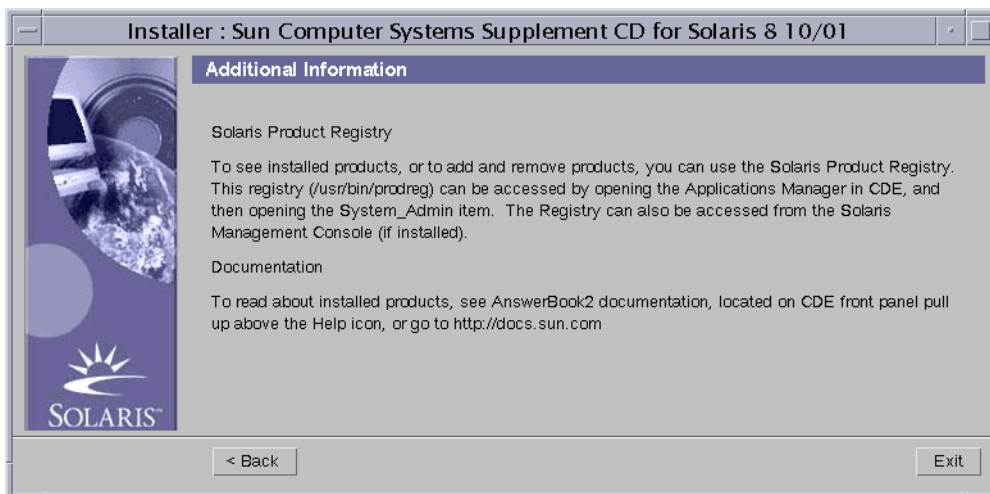 Installer : Sun Computer Systems Supplement CD for Solaris 8 10/01
Additional Information
Solaris Product Registry
To see installed products, or to add and remove products, you can use the Solaris Product Registry.
This registry (/usr/bin/prodreg) can be accessed by opening the Applications Manager in CDE, and
then opening the System_Admin item.  The Registry can also be accessed from the Solaris
Management Console (if installed).
Documentation
To read about installed products, see AnswerBook2 documentation, located on CDE front panel pull
up above the Help icon, or go to http://docs.sun.com
SOLARIS™
< Back
Exit